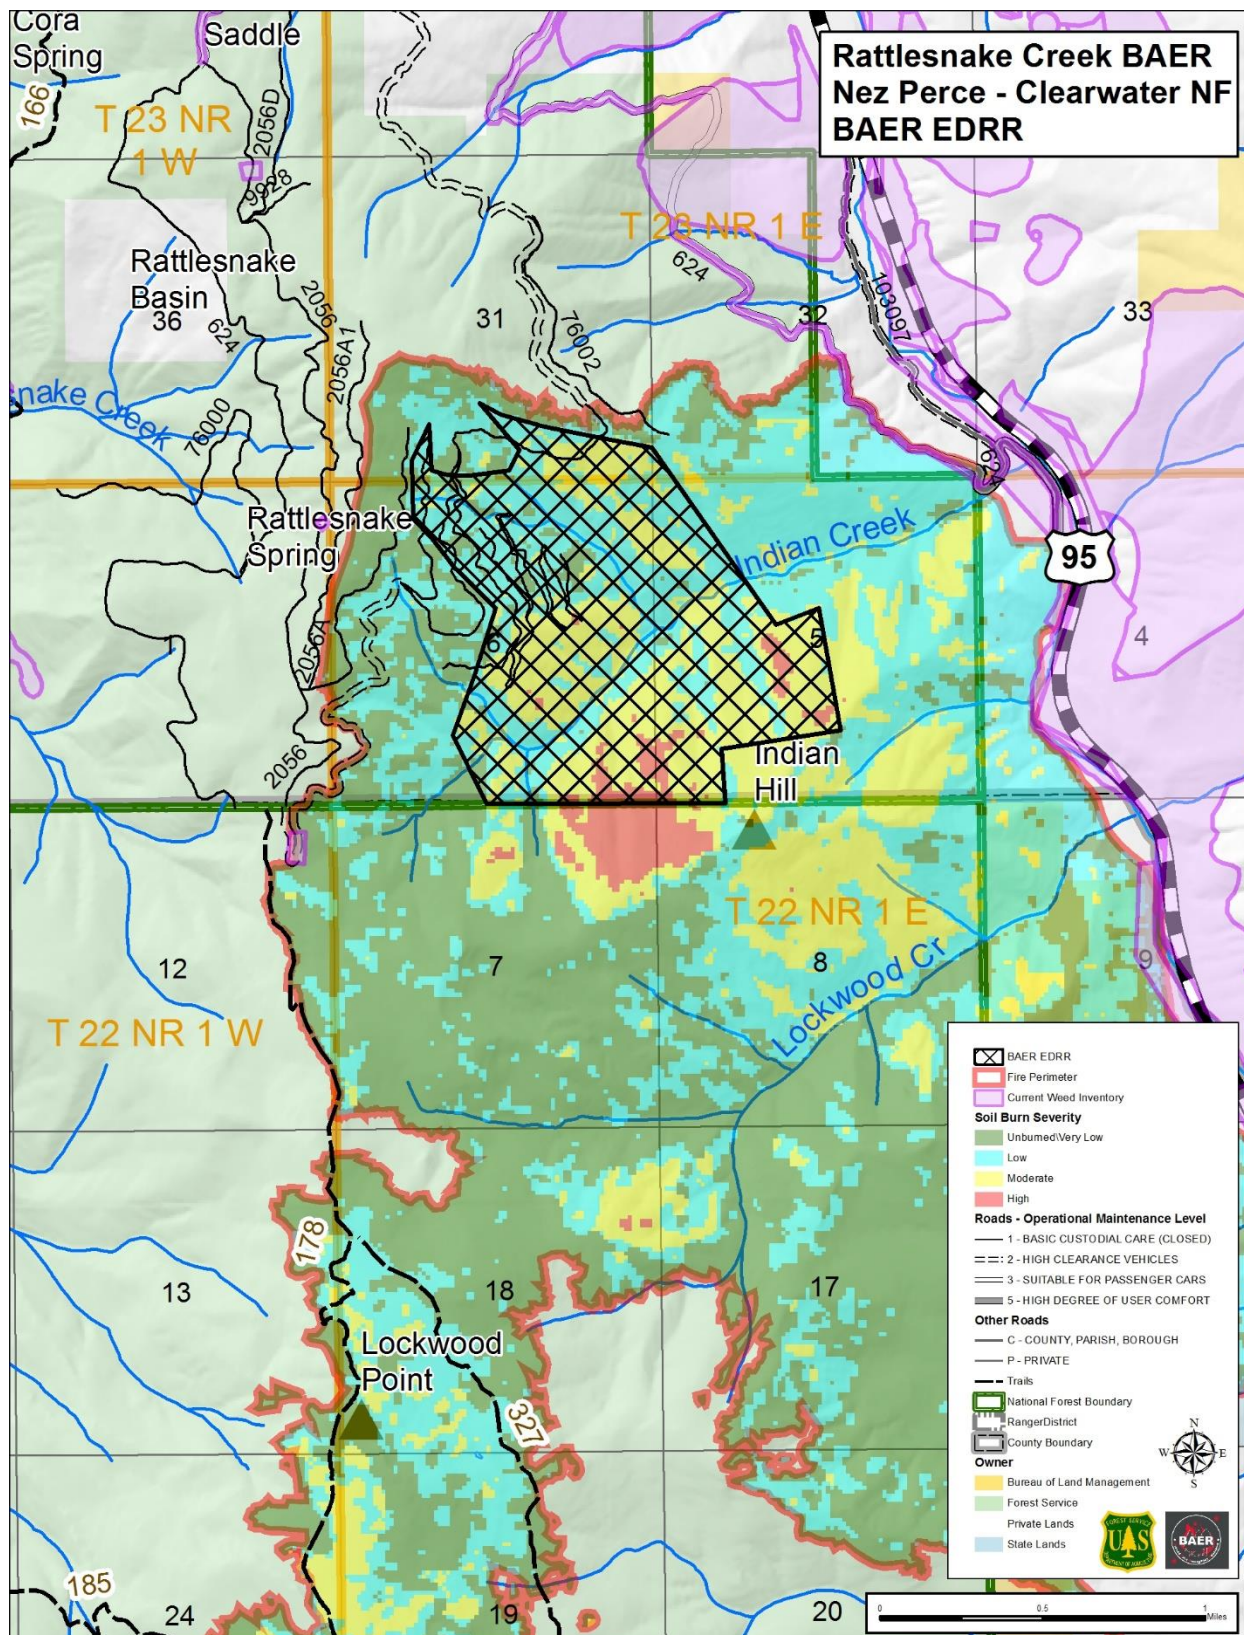 Cora
Spring
Saddle
Rattlesnake Creek BAER
Nez Perce - Clearwater NF
BAER EDRR
166
T 23 NR
1 W
2056D
9928
T 23 NR 1 E
624
103097
Rattlesnake
Basin
36
624
2056
2056A1
31
76002
32
33
snake Creek
76000
624
Rattlesnake
Spring
Indian Creek
95
2056A
6
5
4
2056
Indian
Hill
T 22 NR 1 E
12
7
8
9
T 22 NR 1 W
Lockwood Cr
178
13
18
17
Lockwood
Point
327
185
24
19
20
BAER EDRR
Fire Perimeter
Current Weed Inventory
Soil Burn Severity
Unburned\Very Low
Low
Moderate
High
Roads - Operational Maintenance Level
1 - BASIC CUSTODIAL CARE (CLOSED)
2 - HIGH CLEARANCE VEHICLES
3 - SUITABLE FOR PASSENGER CARS
5 - HIGH DEGREE OF USER COMFORT
Other Roads
C - COUNTY, PARISH, BOROUGH
P - PRIVATE
Trails
National Forest Boundary
RangerDistrict
County Boundary
Owner
Bureau of Land Management
Forest Service
Private Lands
State Lands
N
W E
S
FOREST SERVICE
U S
DEPARTMENT OF AGRICULTURE
BAER
0 0.5 1
Miles